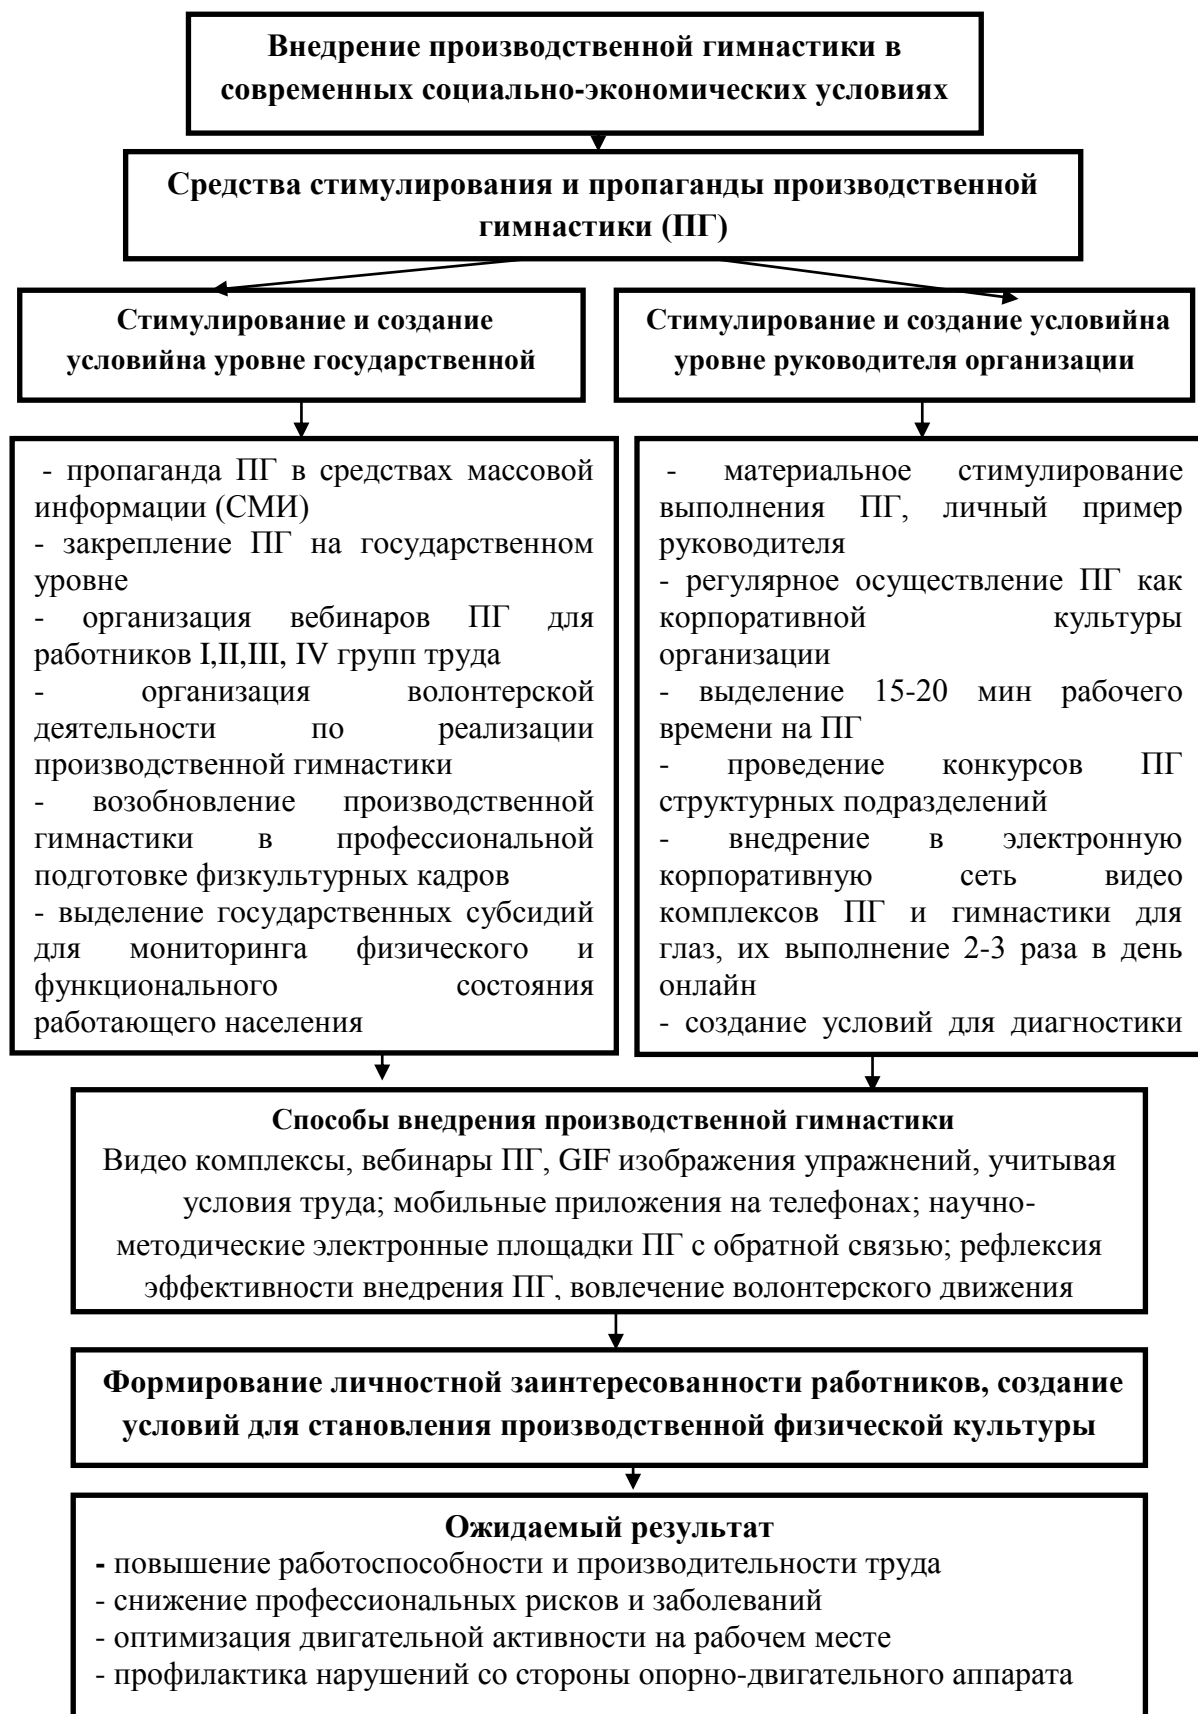 Внедрение производственной гимнастики в
современных социально-экономических условиях
Средства стимулирования и пропаганды производственной
гимнастики (ПГ)
Стимулирование и создание
условийна уровне государственной
Стимулирование и создание условийна
уровне руководителя организации
- пропаганда ПГ в средствах массовой
информации (СМИ)
- закрепление ПГ на государственном
уровне
- организация вебинаров ПГ для
работников I,II,III, IV групп труда
- организация волонтерской
деятельности по реализации
производственной гимнастики
- возобновление производственной
гимнастики в профессиональной
подготовке физкультурных кадров
- выделение государственных субсидий
для мониторинга физического и
функционального состояния
работающего населения
- материальное стимулирование
выполнения ПГ, личный пример
руководителя
- регулярное осуществление ПГ как
корпоративной культуры
организации
- выделение 15-20 мин рабочего
времени на ПГ
- проведение конкурсов ПГ
структурных подразделений
- внедрение в электронную
корпоративную сеть видео
комплексов ПГ и гимнастики для
глаз, их выполнение 2-3 раза в день
онлайн
- создание условий для диагностики
Способы внедрения производственной гимнастики
Видео комплексы, вебинары ПГ, GIF изображения упражнений, учитывая
условия труда; мобильные приложения на телефонах; научно-
методические электронные площадки ПГ с обратной связью; рефлексия
эффективности внедрения ПГ, вовлечение волонтерского движения
Формирование личностной заинтересованности работников, создание
условий для становления производственной физической культуры
Ожидаемый результат
- повышение работоспособности и производительности труда
- снижение профессиональных рисков и заболеваний
- оптимизация двигательной активности на рабочем месте
- профилактика нарушений со стороны опорно-двигательного аппарата